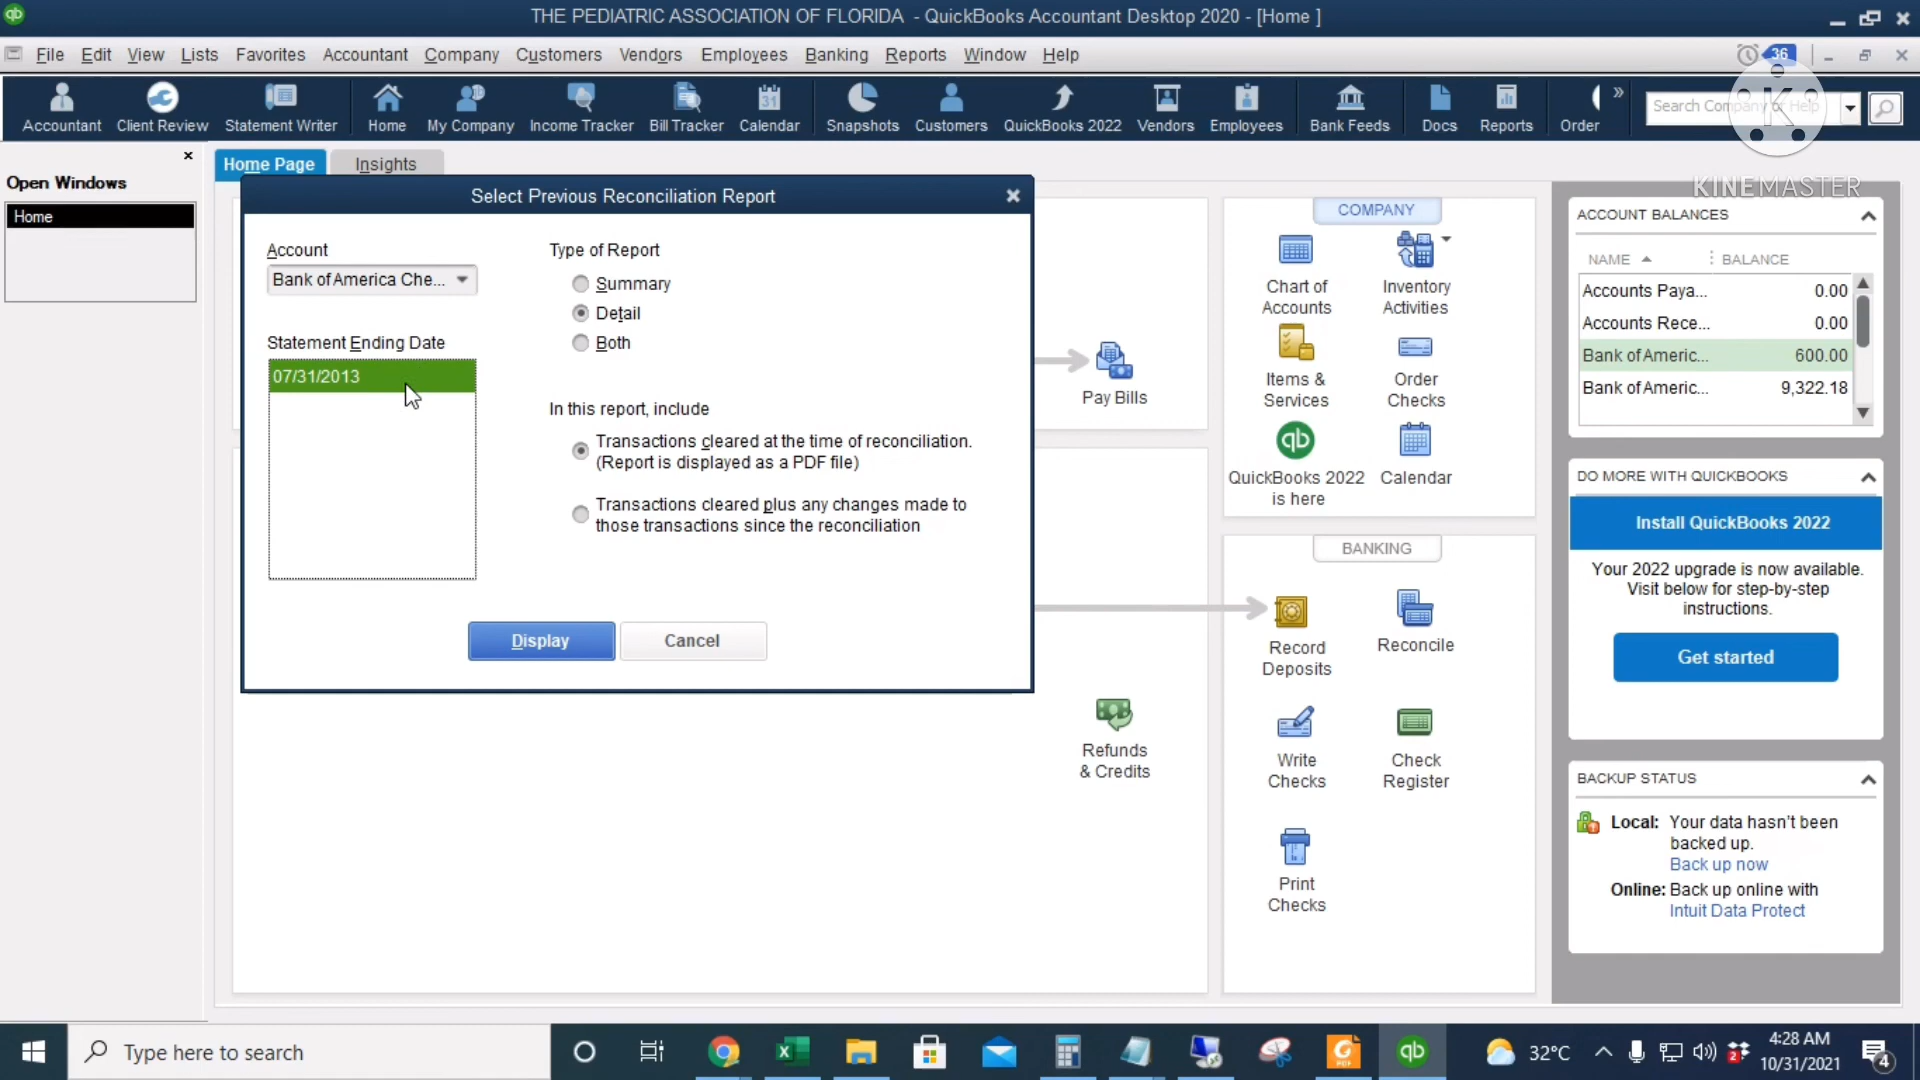 THE PEDIATRIC ASSOCIATION OF FLORIDA - QuickBooks Accountant Desktop 2020 - [Home ]
File Edit View Lists Favorites Accountant Company Customers Vendors Employees Banking Reports Window Help
36
Accountant Client Review Statement Writer Home My Company Income Tracker Bill Tracker Calendar Snapshots Customers QuickBooks 2022 Vendors Employees Bank Feeds Docs Reports Order
Search Company or Help
K
KINEMASTER
Open Windows
Home
Home Page Insights
Select Previous Reconciliation Report
Account
Bank of America Che...
Statement Ending Date
07/31/2013
Type of Report
Summary
Detail
Both
In this report, include
Transactions cleared at the time of reconciliation.
(Report is displayed as a PDF file)
Transactions cleared plus any changes made to
those transactions since the reconciliation
Display Cancel
Pay Bills
Refunds
& Credits
COMPANY
Chart of
Accounts
Inventory
Activities
Items &
Services
Order
Checks
qb
QuickBooks 2022
is here
Calendar
BANKING
Record
Deposits
Reconcile
Write
Checks
Check
Register
Print
Checks
ACCOUNT BALANCES
NAME BALANCE
Accounts Paya... 0.00
Accounts Rece... 0.00
Bank of Americ... 600.00
Bank of Americ... 9,322.18
DO MORE WITH QUICKBOOKS
Install QuickBooks 2022
Your 2022 upgrade is now available.
Visit below for step-by-step
instructions.
Get started
BACKUP STATUS
Local: Your data hasn't been
backed up.
Back up now
Online: Back up online with
Intuit Data Protect
Type here to search
32°C
4:28 AM
10/31/2021
4